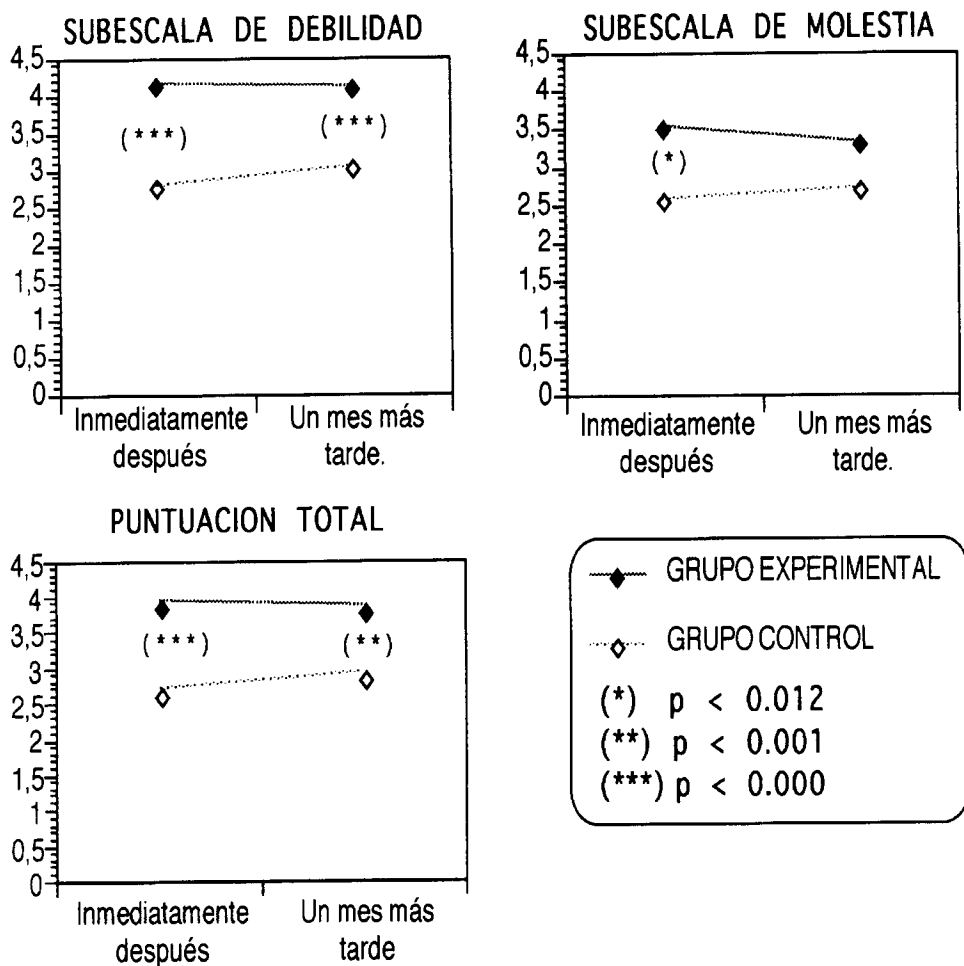 SUBESCALA DE DEBILIDAD
4,5
4
3,5
3
2,5
2
1,5
1
0,5
0
(***)
(***)
Inmediatamente después
Un mes más tarde.
SUBESCALA DE MOLESTIA
4,5
4
3,5
3
2,5
2
1,5
1
0,5
0
(*)
Inmediatamente después
Un mes más tarde.
PUNTUACION TOTAL
4,5
4
3,5
3
2,5
2
1,5
1
0,5
0
(***)
(**)
Inmediatamente después
Un mes más tarde
GRUPO EXPERIMENTAL
GRUPO CONTROL
(*) p < 0.012
(**) p < 0.001
(***) p < 0.000